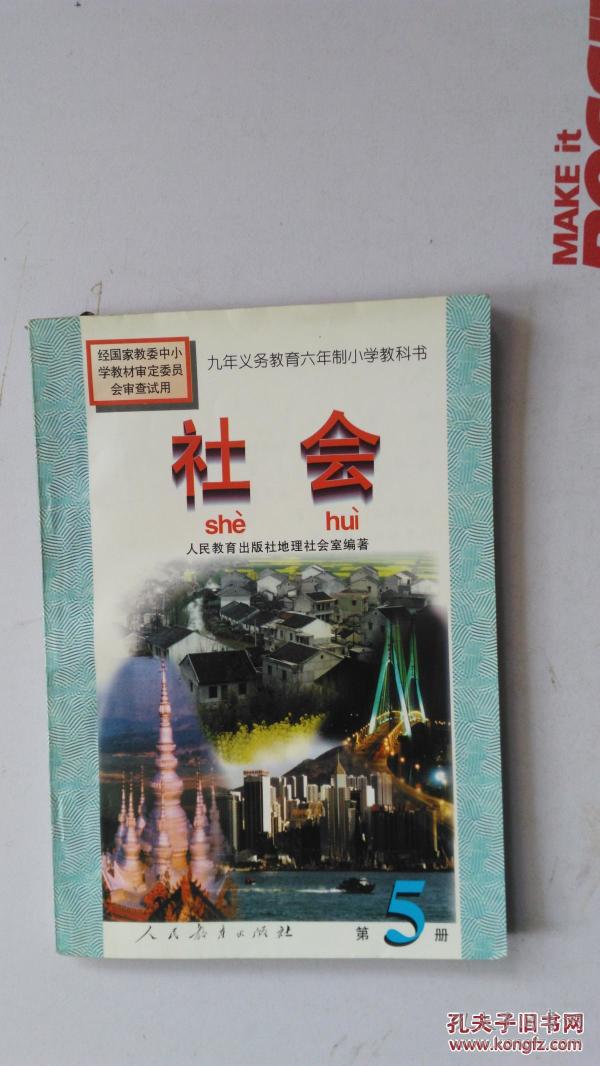 MAKE it
经国家教委中小
学教材审定委员
会审查试用
九年义务教育六年制小学教科书
社会
shè huì
人民教育出版社地理社会室编著
人民教育出版社
第5册
孔夫子旧书网
www.kongfz.com